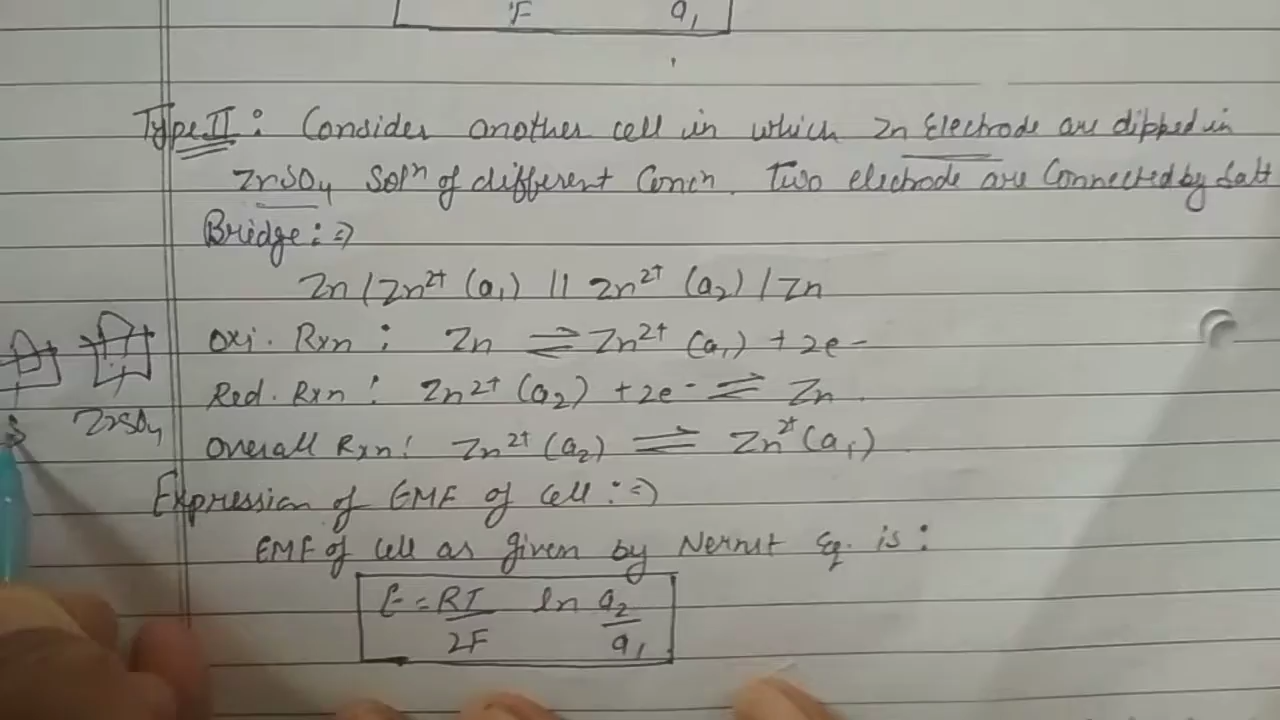 F a₁
Type II : Consider another cell in which Zn Electrode are dipped in
ZnSO₄ Solⁿ of different Concⁿ. Two electrode are Connected by Salt
Bridge : ⇒
Zn / Zn²⁺ (a₁) || Zn²⁺ (a₂) / Zn
Oxi. Rxn : Zn ⇌ Zn²⁺ (a₁) + 2e⁻
Red. Rxn : Zn²⁺ (a₂) + 2e⁻ ⇌ Zn
ZnSO₄
Overall Rxn : Zn²⁺ (a₂) ⇌ Zn²⁺ (a₁)
Expression of EMF of Cell : ⇒
EMF of Cell as given by Nernst Eq. is :
E = RT/2F ln a₂/a₁